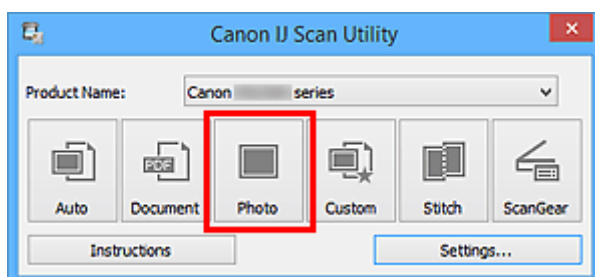 Canon IJ Scan Utility
Product Name: Canon series
Auto Document Photo Custom Stitch ScanGear
PDF
Instructions Settings...